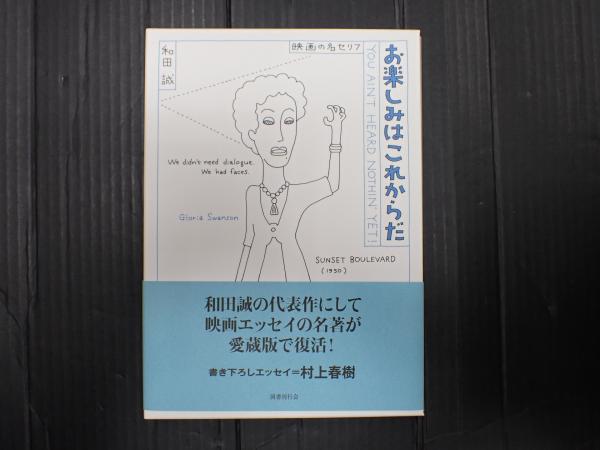 お楽しみはこれからだ
YOU AIN'T HEARD NOTHIN' YET!
映画の名セリフ
和田誠
We didn't need dialogue.
We had faces.
Gloria Swanson
SUNSET BOULEVARD
(1950)
和田誠の代表作にして
映画エッセイの名著が
愛蔵版で復活!
書き下ろしエッセイ=村上春樹
国書刊行会